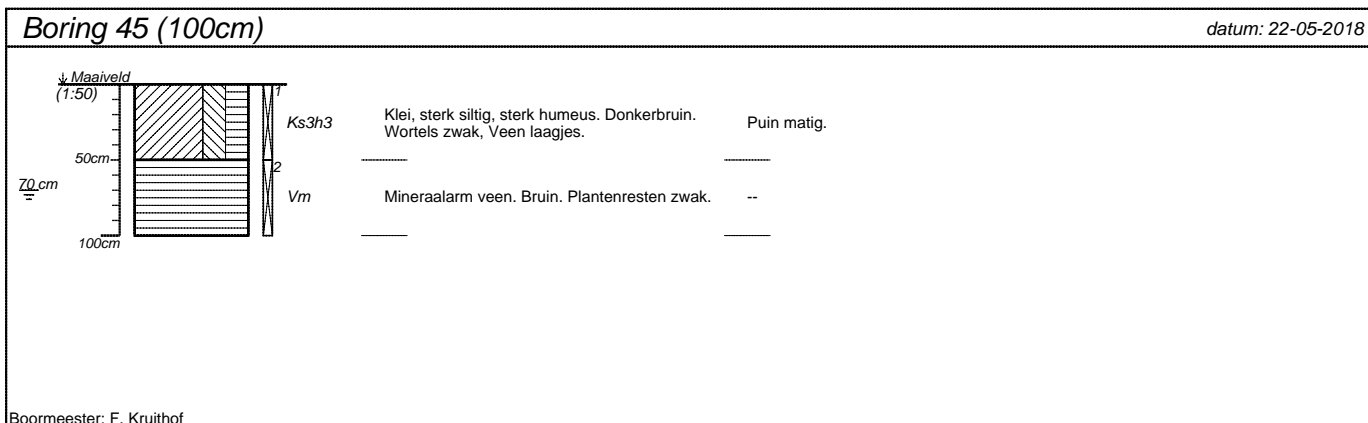 Boring 45 (100cm)
datum: 22-05-2018
Maaiveld
(1:50)
1
Ks3h3
Klei, sterk siltig, sterk humeus. Donkerbruin.
Wortels zwak, Veen laagjes.
Puin matig.
50cm
2
70 cm
Vm
Mineraalarm veen. Bruin. Plantenresten zwak.
--
100cm
Boormeester: F. Kruithof